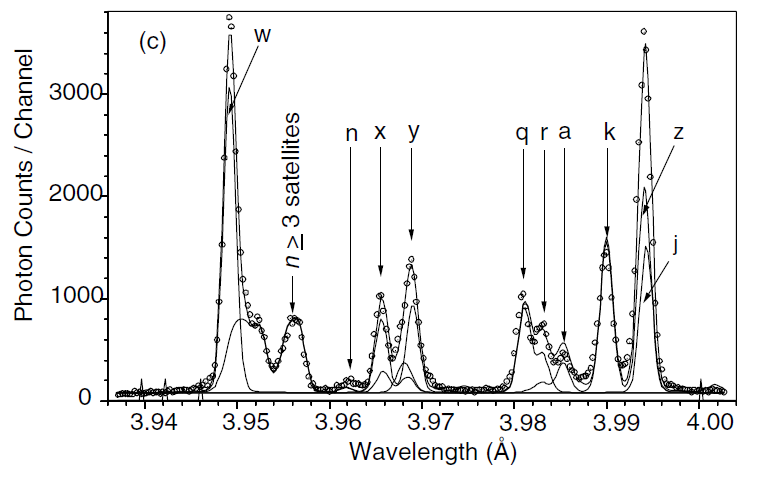 (c)
w
n ≥ 3 satellites
n
x
y
q
r
a
k
z
j
Photon Counts / Channel
3000
2000
1000
0
3.94
3.95
3.96
3.97
3.98
3.99
4.00
Wavelength (Å)